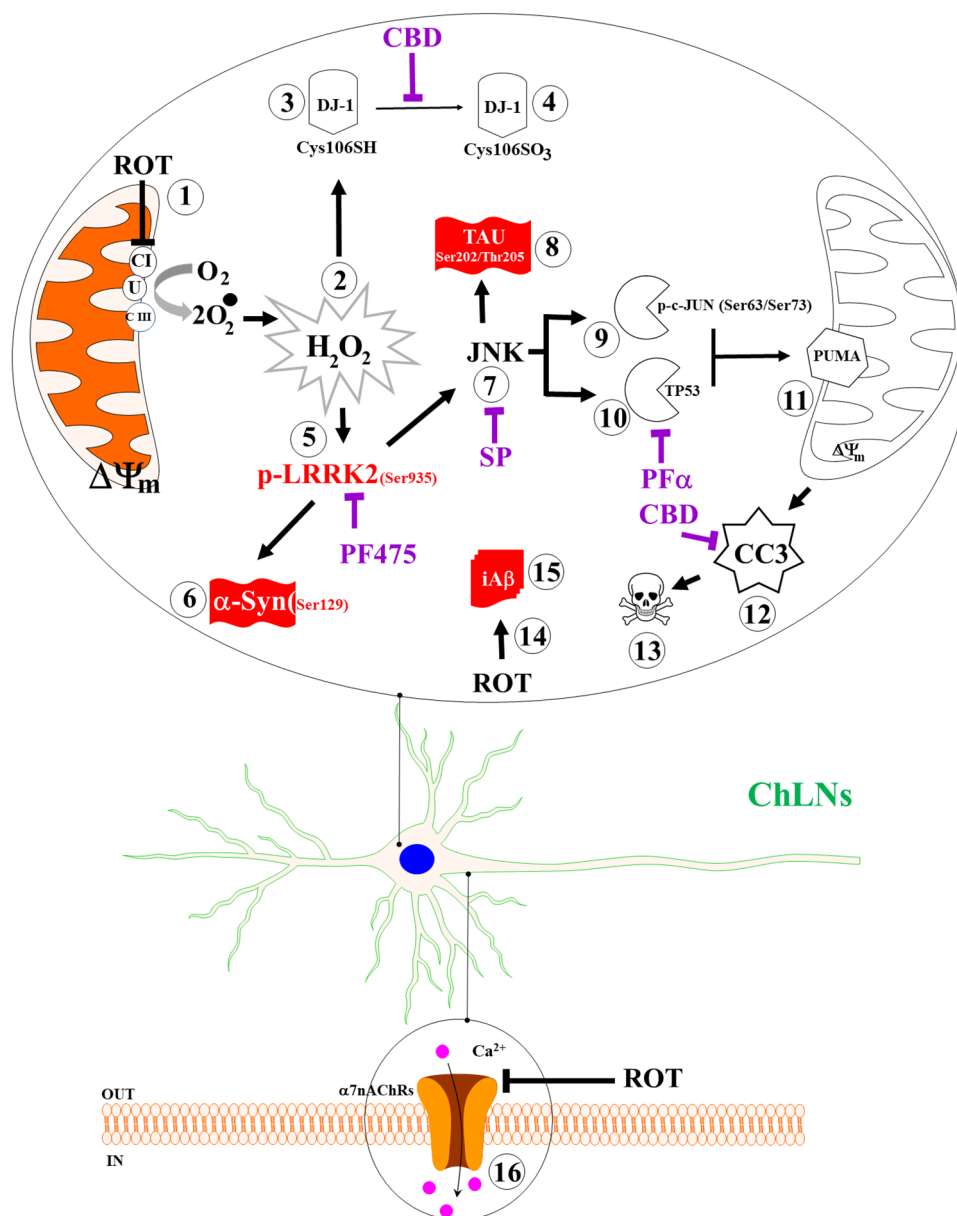 CBD
3
DJ-1
4
DJ-1
Cys106SH
Cys106SO₃
ROT
1
CI
U
C III
O₂
2O₂
ΔΨm
2
H₂O₂
TAU
Ser202/Thr205
8
JNK
7
SP
9
p-c-JUN (Ser63/Ser73)
10
TP53
PUMA
11
ΔΨm
5
p-LRRK2(Ser935)
PF475
PFα
CBD
CC3
12
13
6
α-Syn(Ser129)
iAβ
15
14
ROT
ChLNs
Ca²⁺
α7nAChRs
ROT
OUT
IN
16